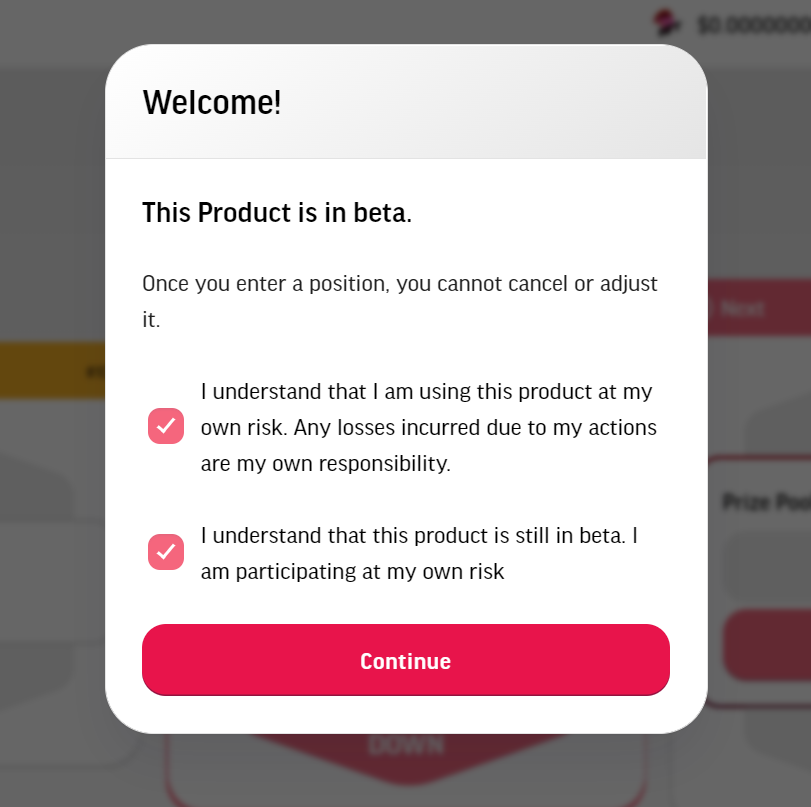 $0.0000000
Welcome!
This Product is in beta.
Once you enter a position, you cannot cancel or adjust
it.
Next
I understand that I am using this product at my
own risk. Any losses incurred due to my actions
are my own responsibility.
Prize Poo
I understand that this product is still in beta. I
am participating at my own risk
Continue
DOWN